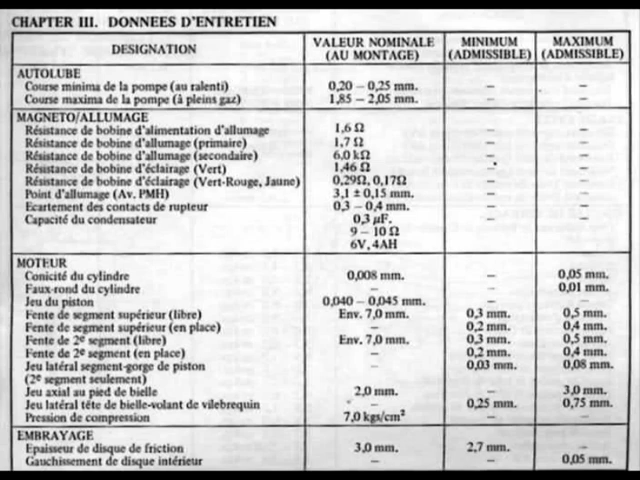 CHAPTER III. DONNEES D'ENTRETIEN
DESIGNATION | VALEUR NOMINALE (AU MONTAGE) | MINIMUM (ADMISSIBLE) | MAXIMUM (ADMISSIBLE)
AUTOLUBE
Course minima de la pompe (au ralenti) 0,20 – 0,25 mm. – –
Course maxima de la pompe (à pleins gaz) 1,85 – 2,05 mm. – –
MAGNETO/ALLUMAGE
Résistance de bobine d'alimentation d'allumage 1,6 Ω – –
Résistance de bobine d'allumage (primaire) 1,7 Ω – –
Résistance de bobine d'allumage (secondaire) 6,0 kΩ – –
Résistance de bobine d'éclairage (Vert) 1,46 Ω – –
Résistance de bobine d'éclairage (Vert-Rouge, Jaune) 0,29Ω, 0,17Ω – –
Point d'allumage (Av. PMH) 3,1 ± 0,15 mm. – –
Ecartement des contacts de rupteur 0,3 – 0,4 mm. – –
Capacité du condensateur 0,3 µF. – –
9 – 10 Ω – –
6V, 4AH – –
MOTEUR
Conicité du cylindre 0,008 mm. – 0,05 mm.
Faux-rond du cylindre – – 0,01 mm.
Jeu du piston 0,040 – 0,045 mm. – –
Fente de segment supérieur (libre) Env. 7,0 mm. 0,3 mm. 0,5 mm.
Fente de segment supérieur (en place) – 0,2 mm. 0,4 mm.
Fente de 2e segment (libre) Env. 7,0 mm. 0,3 mm. 0,5 mm.
Fente de 2e segment (en place) – 0,2 mm. 0,4 mm.
Jeu latéral segment-gorge de piston – 0,03 mm. 0,08 mm.
(2e segment seulement)
Jeu axial au pied de bielle 2,0 mm. – 3,0 mm.
Jeu latéral tête de bielle-volant de vilebrequin – 0,25 mm. 0,75 mm.
Pression de compression 7,0 kgs/cm² – –
EMBRAYAGE
Epaisseur de disque de friction 3,0 mm. 2,7 mm. –
Gauchissement de disque intérieur – – 0,05 mm.